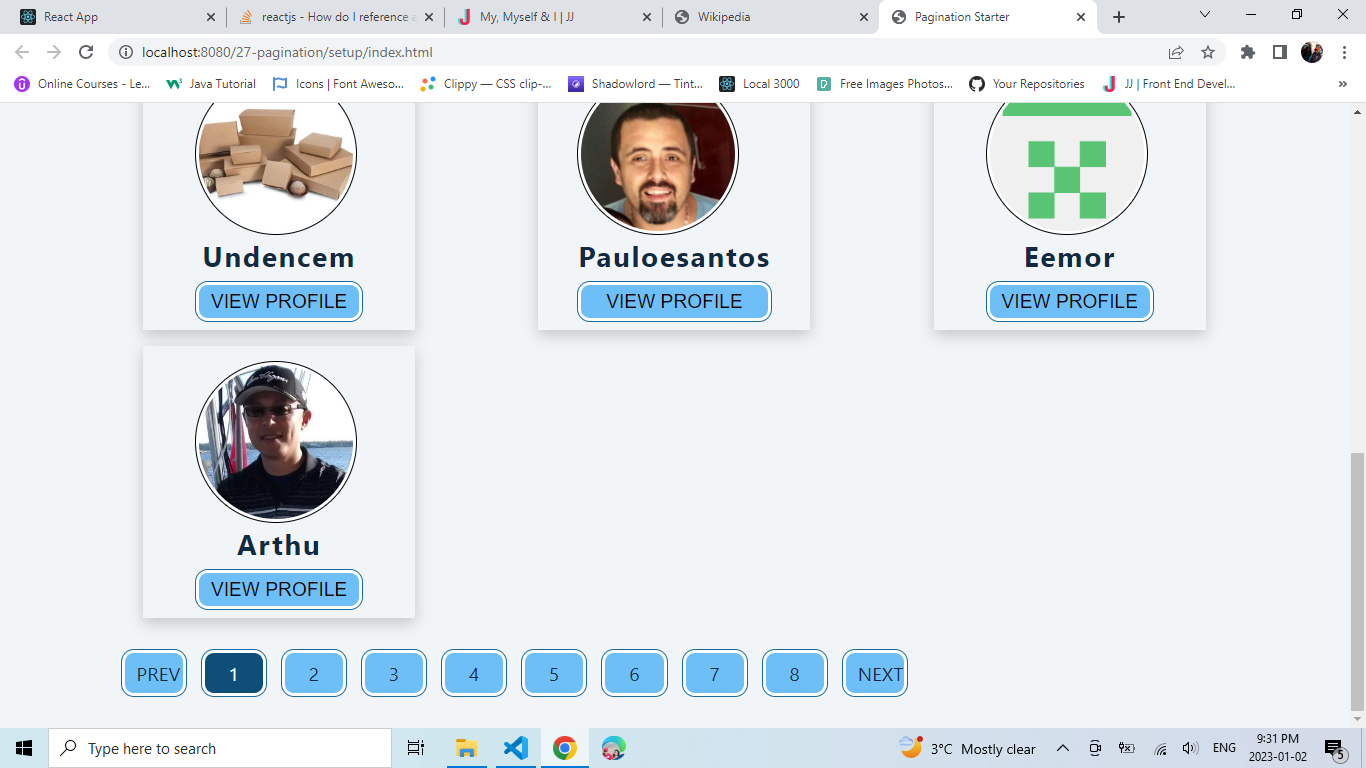 React App
reactjs - How do I reference a
My, Myself & I | JJ
Wikipedia
Pagination Starter
localhost:8080/27-pagination/setup/index.html
Online Courses - Le...
Java Tutorial
Icons | Font Aweso...
Clippy — CSS clip-...
Shadowlord — Tint...
Local 3000
Free Images Photos...
Your Repositories
JJ | Front End Devel...
»
Undencem
Pauloesantos
Eemor
VIEW PROFILE
VIEW PROFILE
VIEW PROFILE
Arthu
VIEW PROFILE
PREV
1
2
3
4
5
6
7
8
NEXT
Type here to search
3°C Mostly clear
ENG
9:31 PM
2023-01-02
5